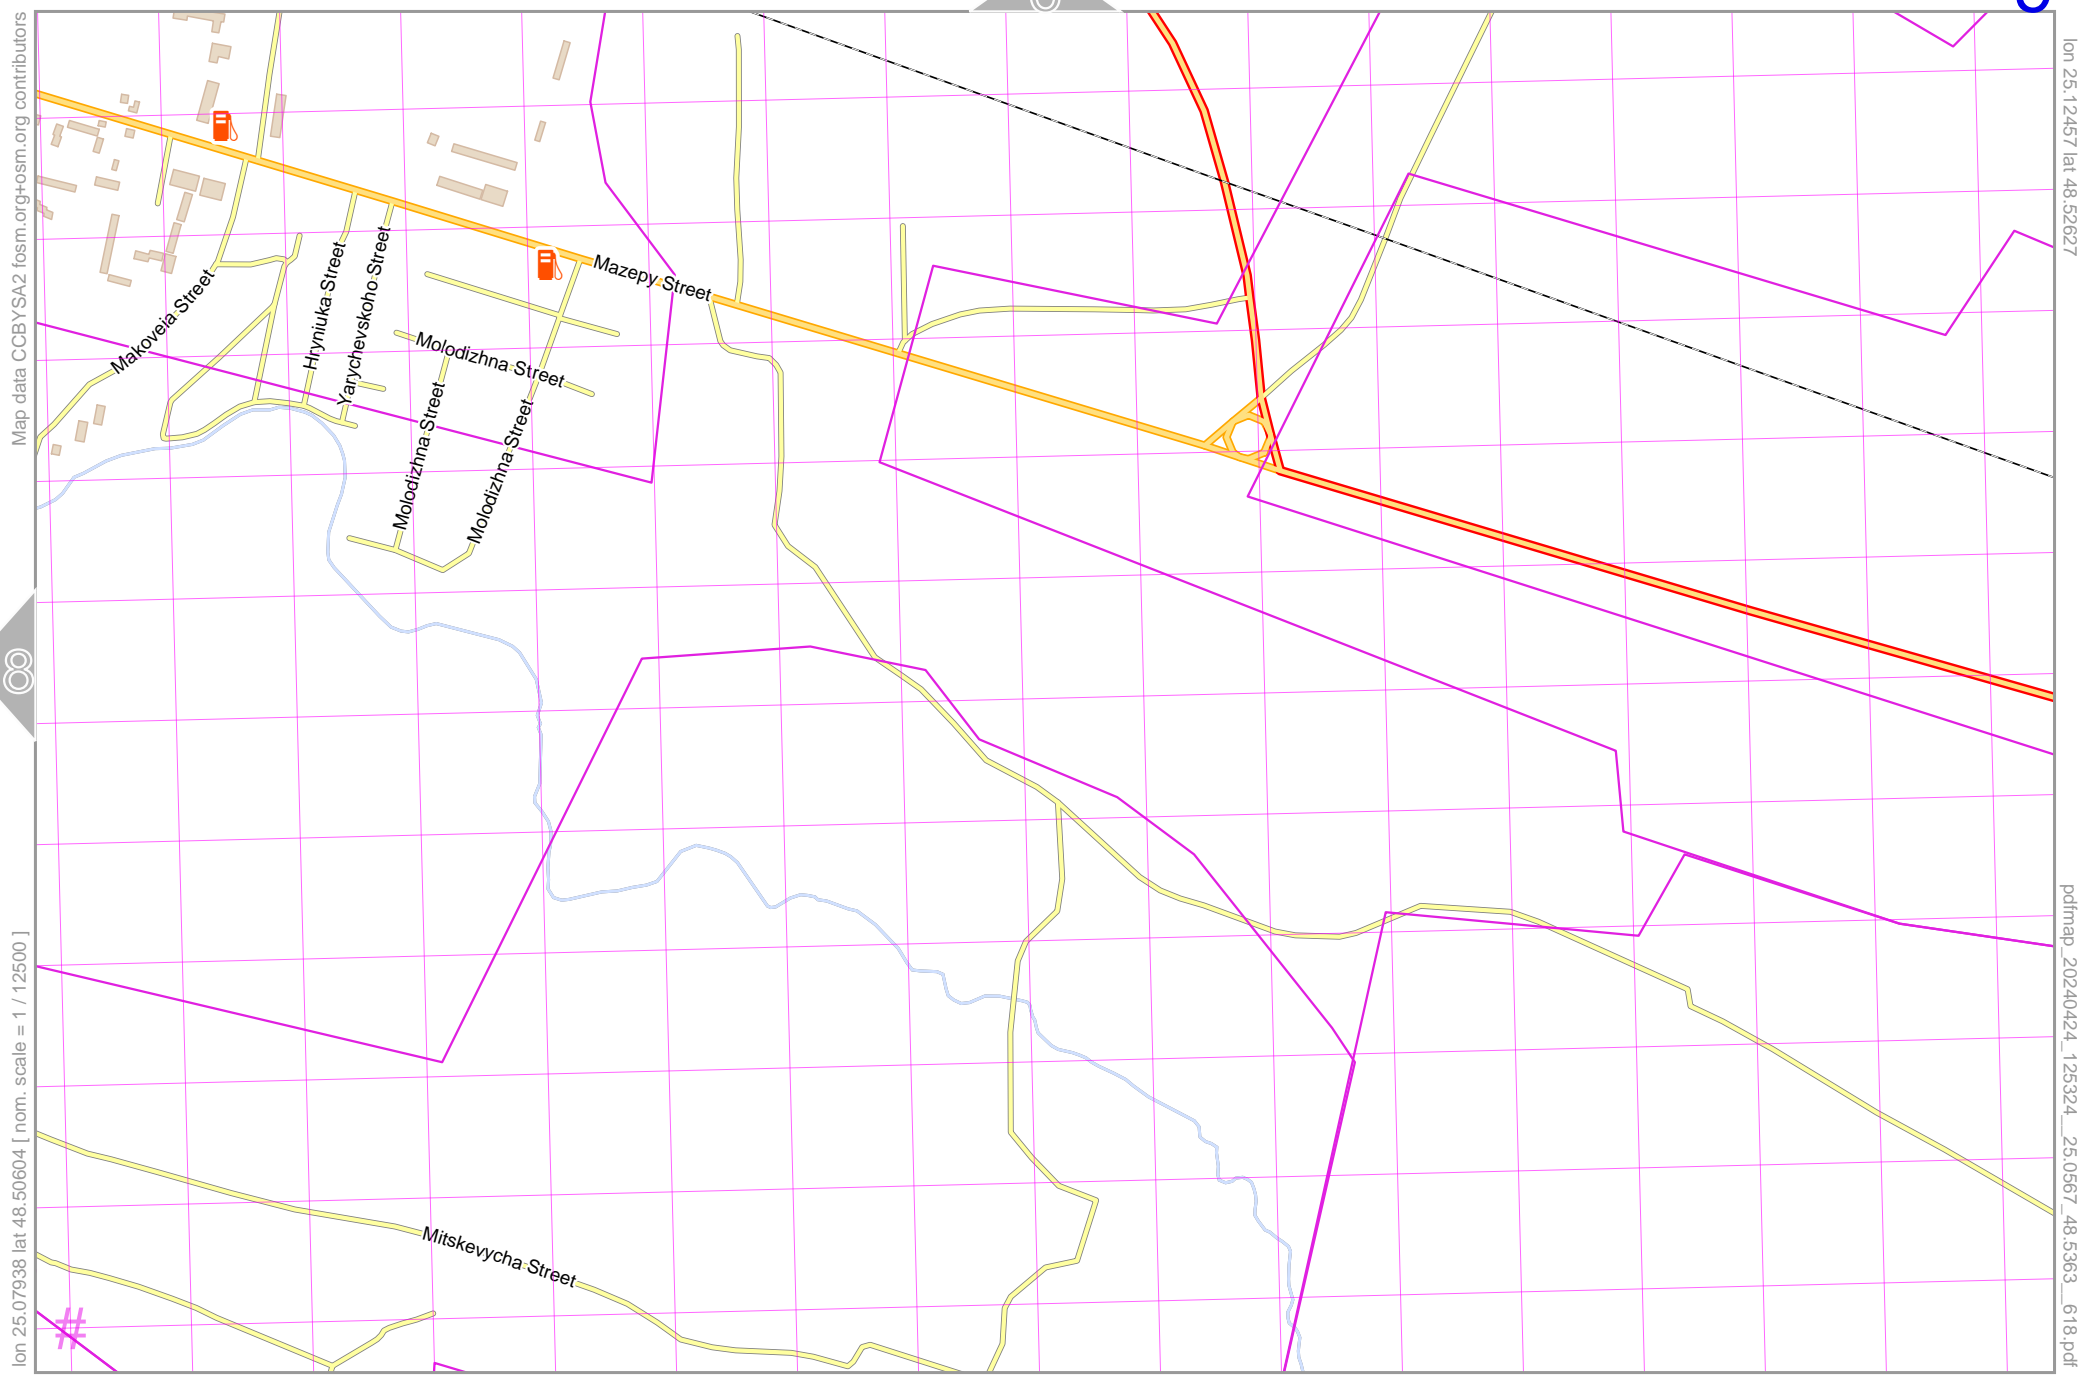 Map data CCBYSA2 fosm.org+osm.org contributors
lon 25.07938 lat 48.50604 [ nom. scale = 1 / 12500 ]
lon 25.12457 lat 48.52627
pdfmap_20240424_125324__25.0567_48.5363__618.pdf
Mazepy Street
Makoveia Street
Hryniuka Street
Yarychevskoho Street
Molodizhna Street
Molodizhna Street
Molodizhna Street
Mitskevycha Street
8
#